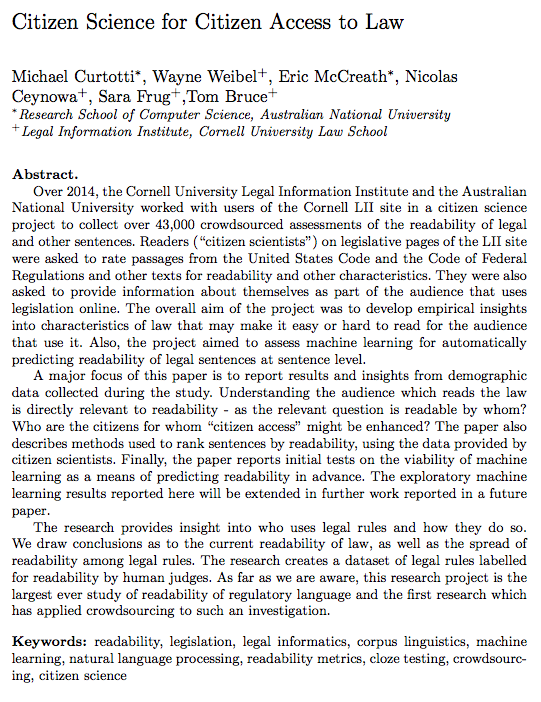 Citizen Science for Citizen Access to Law
Michael Curtotti*, Wayne Weibel+, Eric McCreath*, Nicolas
Ceynowa+, Sara Frug+,Tom Bruce+
*Research School of Computer Science, Australian National University
+Legal Information Institute, Cornell University Law School
Abstract.
Over 2014, the Cornell University Legal Information Institute and the Australian
National University worked with users of the Cornell LII site in a citizen science
project to collect over 43,000 crowdsourced assessments of the readability of legal
and other sentences. Readers (“citizen scientists”) on legislative pages of the LII site
were asked to rate passages from the United States Code and the Code of Federal
Regulations and other texts for readability and other characteristics. They were also
asked to provide information about themselves as part of the audience that uses
legislation online. The overall aim of the project was to develop empirical insights
into characteristics of law that may make it easy or hard to read for the audience
that use it. Also, the project aimed to assess machine learning for automatically
predicting readability of legal sentences at sentence level.
A major focus of this paper is to report results and insights from demographic
data collected during the study. Understanding the audience which reads the law
is directly relevant to readability - as the relevant question is readable by whom?
Who are the citizens for whom “citizen access” might be enhanced? The paper also
describes methods used to rank sentences by readability, using the data provided by
citizen scientists. Finally, the paper reports initial tests on the viability of machine
learning as a means of predicting readability in advance. The exploratory machine
learning results reported here will be extended in further work reported in a future
paper.
The research provides insight into who uses legal rules and how they do so.
We draw conclusions as to the current readability of law, as well as the spread of
readability among legal rules. The research creates a dataset of legal rules labelled
for readability by human judges. As far as we are aware, this research project is the
largest ever study of readability of regulatory language and the first research which
has applied crowdsourcing to such an investigation.
Keywords: readability, legislation, legal informatics, corpus linguistics, machine
learning, natural language processing, readability metrics, cloze testing, crowdsourc-
ing, citizen science